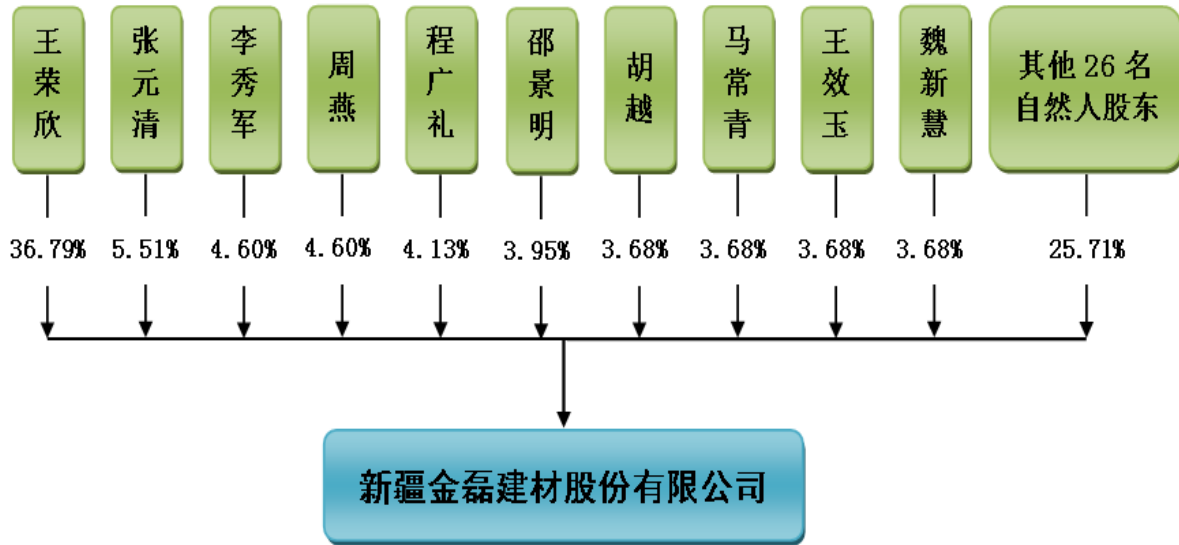 王荣欣
张元清
李秀军
周燕
程广礼
邵景明
胡越
马常青
王效玉
魏新慧
其他 26 名
自然人股东
36.79% 5.51% 4.60% 4.60% 4.13% 3.95% 3.68% 3.68% 3.68% 3.68% 25.71%
新疆金磊建材股份有限公司